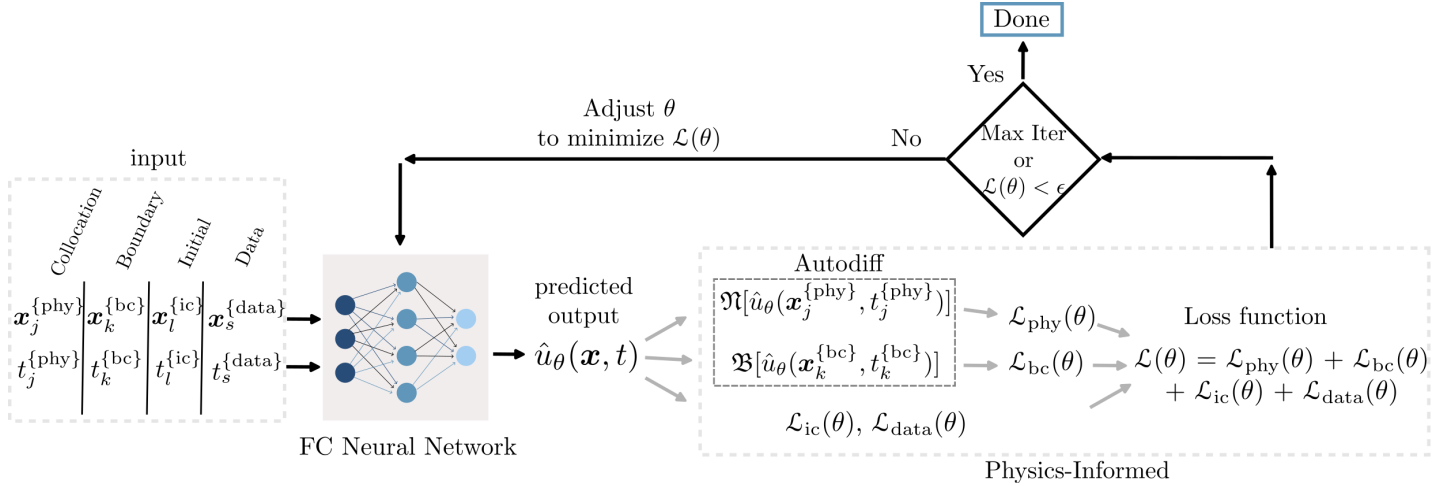 Done
Yes
Adjust θ
to minimize ℒ(θ)
No
Max Iter
or
ℒ(θ) < ϵ
input
Collocation
Boundary
Initial
Data
𝒙_j^{phy} 𝒙_k^{bc} 𝒙_l^{ic} 𝒙_s^{data}
t_j^{phy} t_k^{bc} t_l^{ic} t_s^{data}
FC Neural Network
predicted
output
û_θ(𝒙, t)
Autodiff
𝔑[û_θ(𝒙_j^{phy}, t_j^{phy})]
𝔅[û_θ(𝒙_k^{bc}, t_k^{bc})]
ℒ_ic(θ), ℒ_data(θ)
ℒ_phy(θ)
ℒ_bc(θ)
Loss function
ℒ(θ) = ℒ_phy(θ) + ℒ_bc(θ)
+ ℒ_ic(θ) + ℒ_data(θ)
Physics-Informed